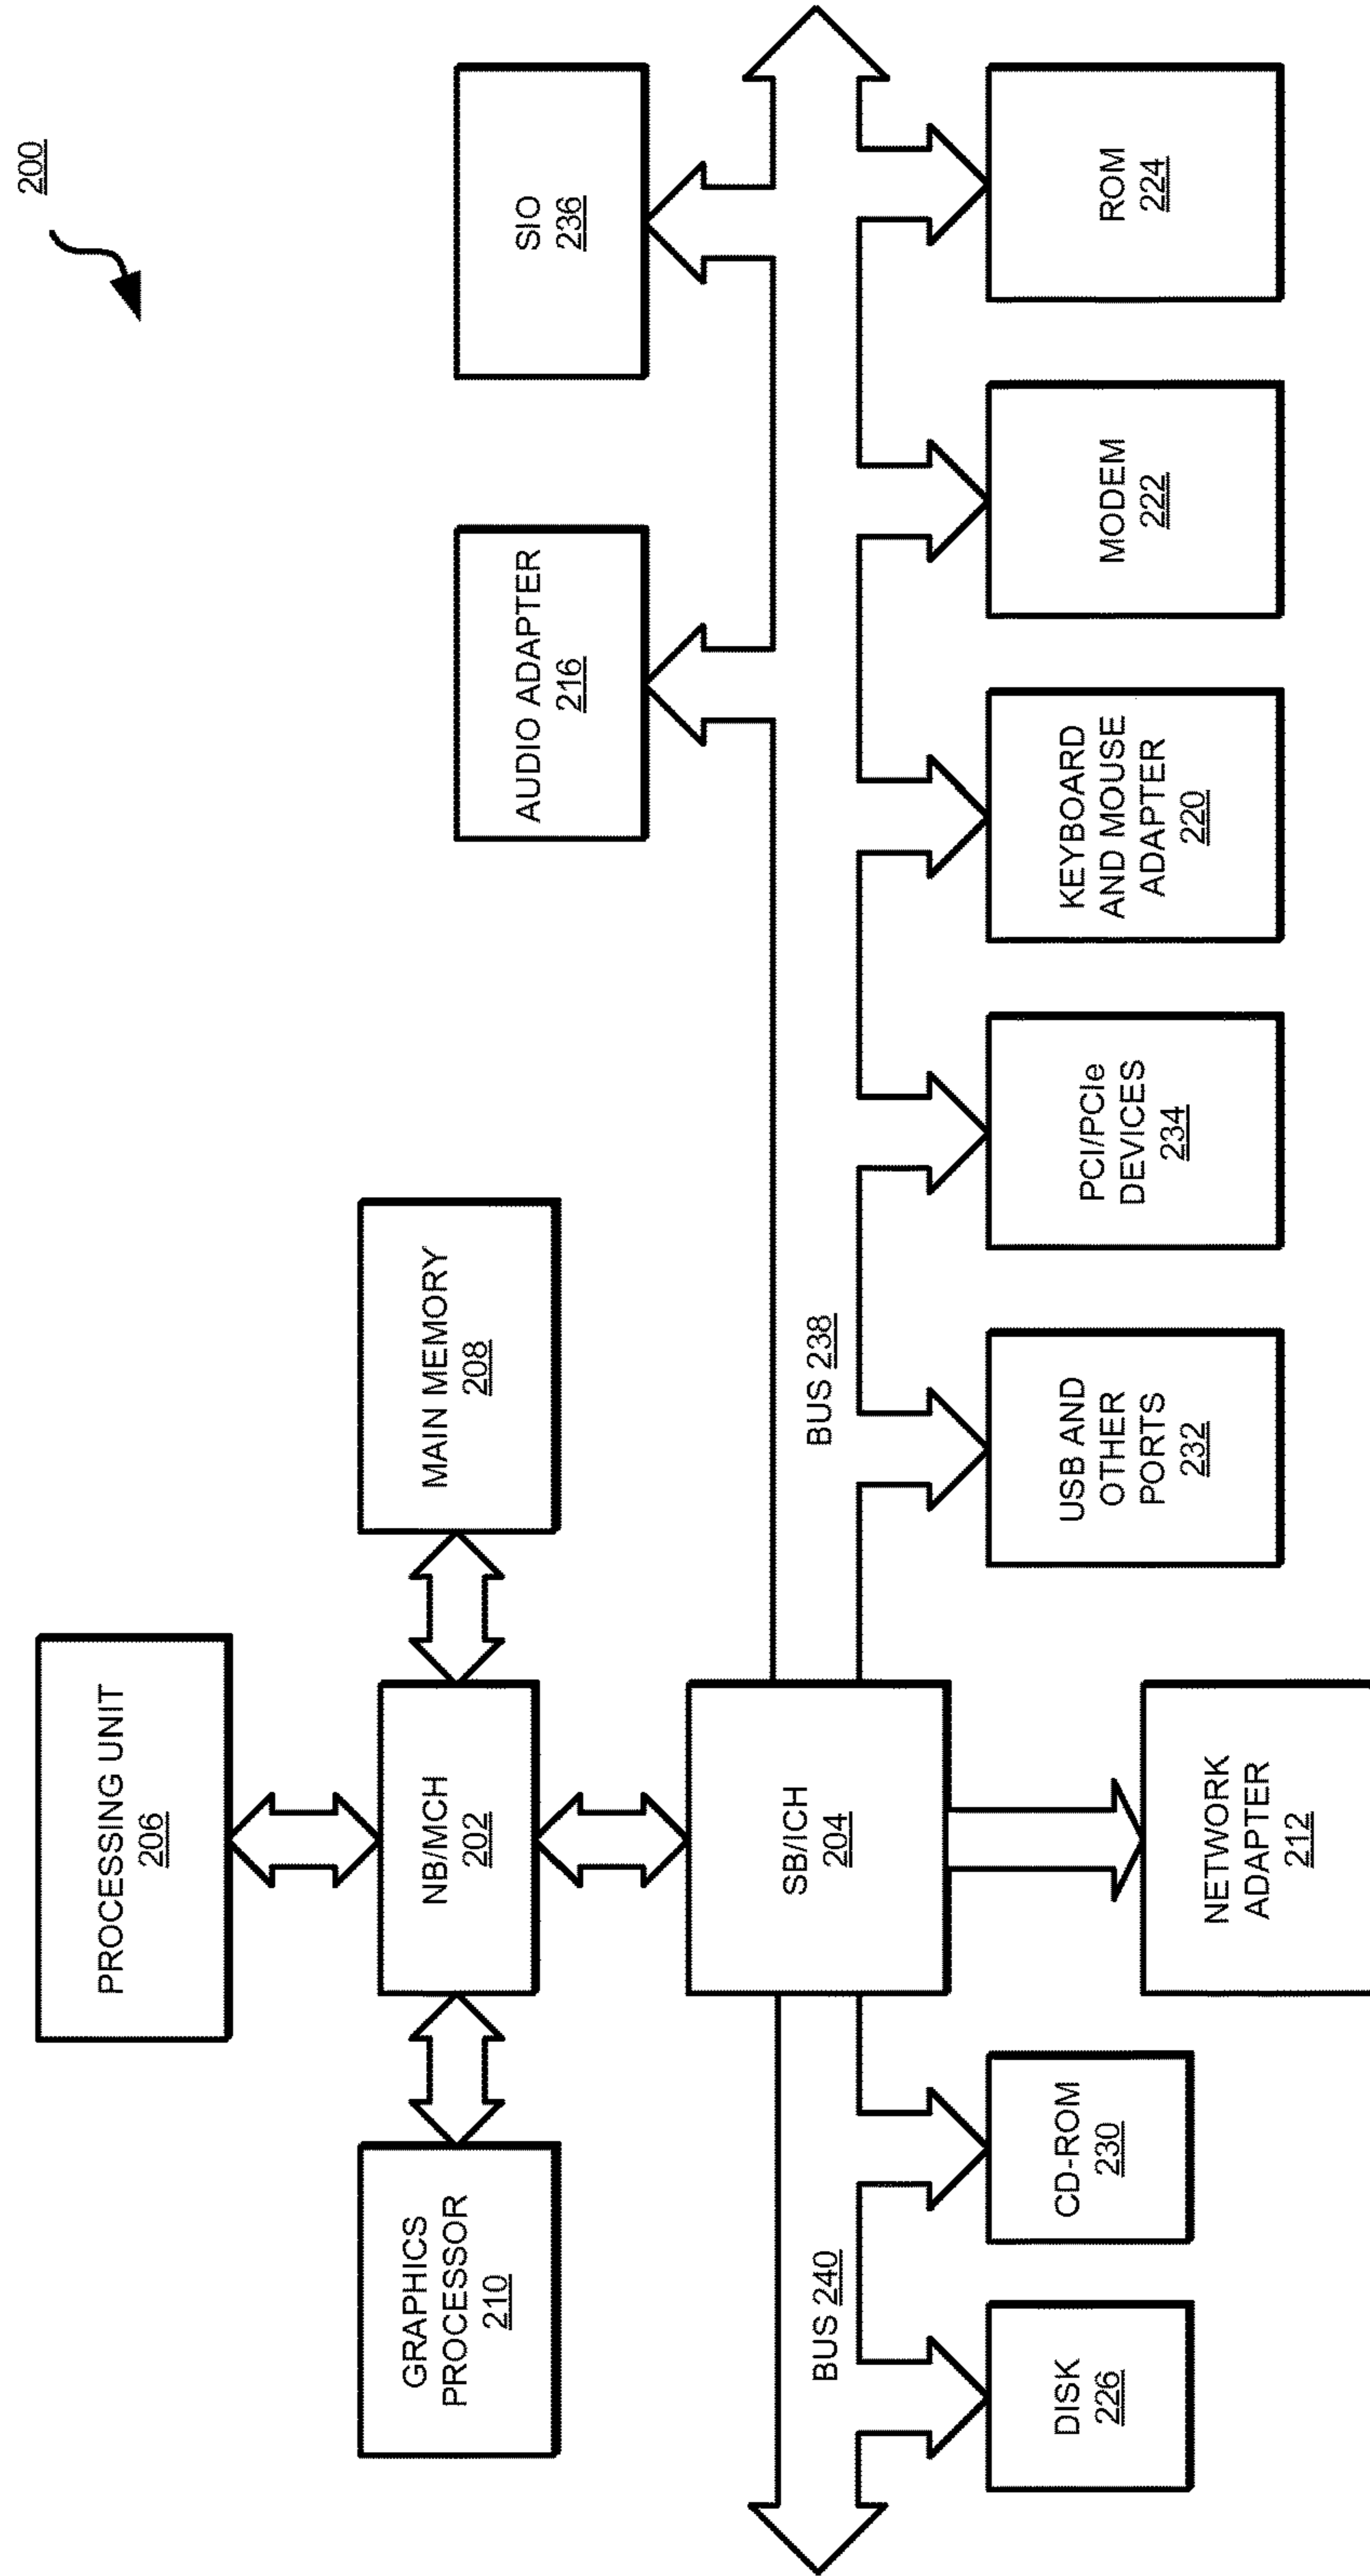 200
PROCESSING UNIT
206
GRAPHICS
PROCESSOR
210
NB/MCH
202
MAIN MEMORY
208
AUDIO ADAPTER
216
SIO
236
SB/ICH
204
BUS 240
BUS 238
DISK
226
CD-ROM
230
NETWORK
ADAPTER
212
USB AND
OTHER
PORTS
232
PCI/PCIe
DEVICES
234
KEYBOARD
AND MOUSE
ADAPTER
220
MODEM
222
ROM
224